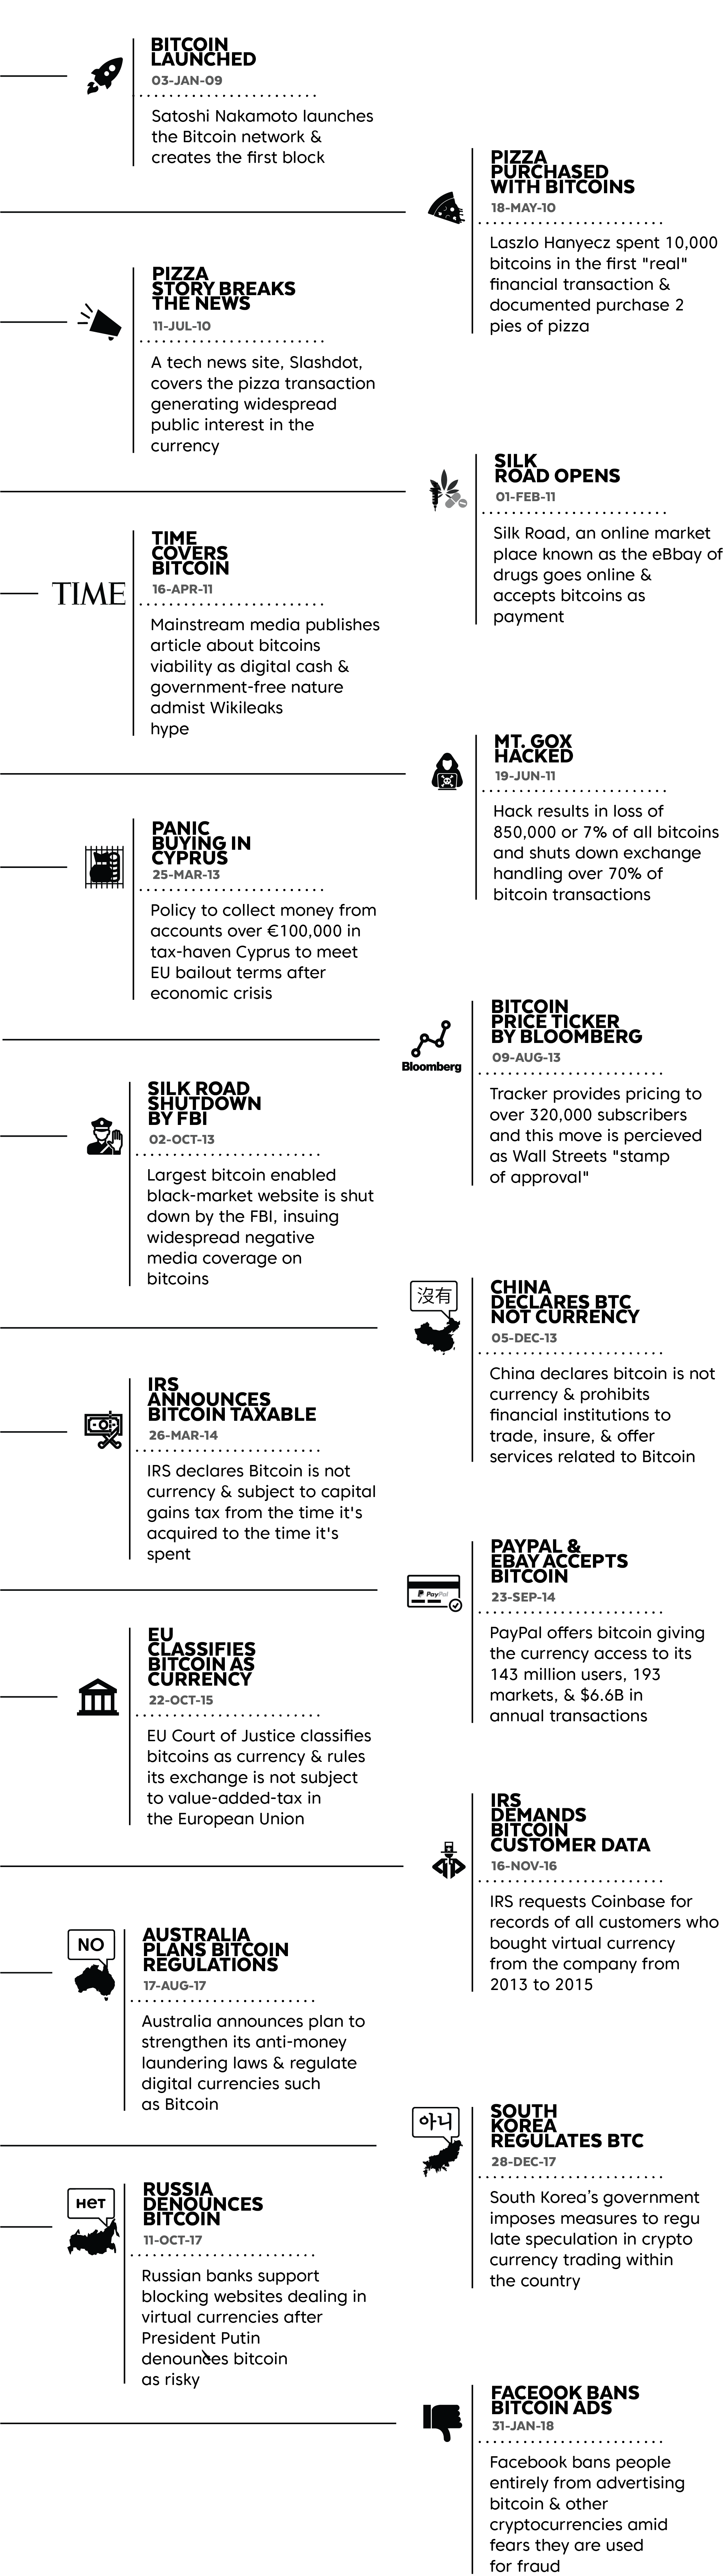 BITCOIN
LAUNCHED
03-JAN-09
Satoshi Nakamoto launches
the Bitcoin network &
creates the first block
PIZZA
PURCHASED
WITH BITCOINS
18-MAY-10
Laszlo Hanyecz spent 10,000
bitcoins in the first "real"
financial transaction &
documented purchase 2
pies of pizza
PIZZA
STORY BREAKS
THE NEWS
11-JUL-10
A tech news site, Slashdot,
covers the pizza transaction
generating widespread
public interest in the
currency
SILK
ROAD OPENS
01-FEB-11
Silk Road, an online market
place known as the eBbay of
drugs goes online &
accepts bitcoins as
payment
TIME
TIME
COVERS
BITCOIN
16-APR-11
Mainstream media publishes
article about bitcoins
viability as digital cash &
government-free nature
admist Wikileaks
hype
MT. GOX
HACKED
19-JUN-11
Hack results in loss of
850,000 or 7% of all bitcoins
and shuts down exchange
handling over 70% of
bitcoin transactions
PANIC
BUYING IN
CYPRUS
25-MAR-13
Policy to collect money from
accounts over €100,000 in
tax-haven Cyprus to meet
EU bailout terms after
economic crisis
Bloomberg
BITCOIN
PRICE TICKER
BY BLOOMBERG
09-AUG-13
Tracker provides pricing to
over 320,000 subscribers
and this move is percieved
as Wall Streets "stamp
of approval"
SILK ROAD
SHUTDOWN
BY FBI
02-OCT-13
Largest bitcoin enabled
black-market website is shut
down by the FBI, insuing
widespread negative
media coverage on
bitcoins
沒有
CHINA
DECLARES BTC
NOT CURRENCY
05-DEC-13
China declares bitcoin is not
currency & prohibits
financial institutions to
trade, insure, & offer
services related to Bitcoin
IRS
ANNOUNCES
BITCOIN TAXABLE
26-MAR-14
IRS declares Bitcoin is not
currency & subject to capital
gains tax from the time it's
acquired to the time it's
spent
PayPal
PAYPAL &
EBAY ACCEPTS
BITCOIN
23-SEP-14
PayPal offers bitcoin giving
the currency access to its
143 million users, 193
markets, & $6.6B in
annual transactions
EU
CLASSIFIES
BITCOIN AS
CURRENCY
22-OCT-15
EU Court of Justice classifies
bitcoins as currency & rules
its exchange is not subject
to value-added-tax in
the European Union
IRS
DEMANDS
BITCOIN
CUSTOMER DATA
16-NOV-16
IRS requests Coinbase for
records of all customers who
bought virtual currency
from the company from
2013 to 2015
NO
AUSTRALIA
PLANS BITCOIN
REGULATIONS
17-AUG-17
Australia announces plan to
strengthen its anti-money
laundering laws & regulate
digital currencies such
as Bitcoin
아니
SOUTH
KOREA
REGULATES BTC
28-DEC-17
South Korea's government
imposes measures to regu
late speculation in crypto
currency trading within
the country
нет
RUSSIA
DENOUNCES
BITCOIN
11-OCT-17
Russian banks support
blocking websites dealing in
virtual currencies after
President Putin
denounces bitcoin
as risky
FACEOOK BANS
BITCOIN ADS
31-JAN-18
Facebook bans people
entirely from advertising
bitcoin & other
cryptocurrencies amid
fears they are used
for fraud